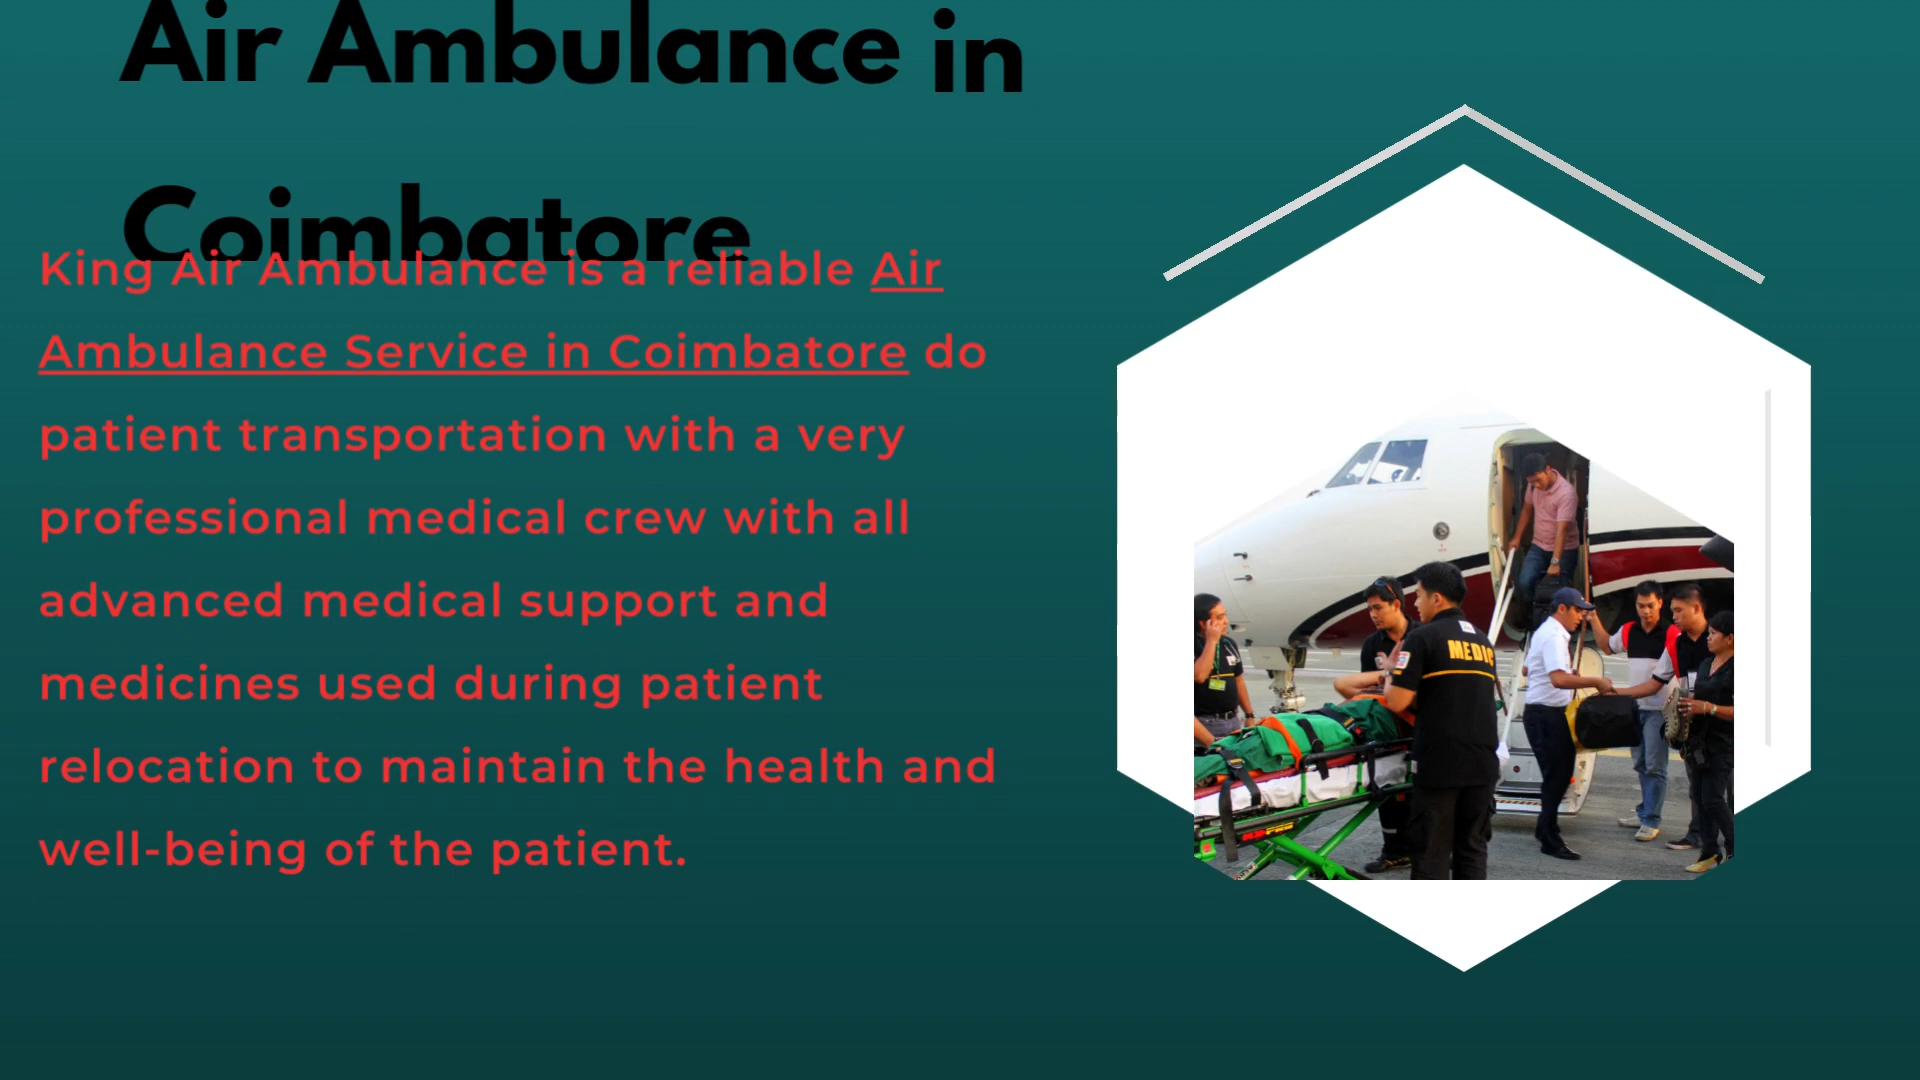 Air Ambulance in
Coimbatore
King Air Ambulance is a reliable Air
Ambulance Service in Coimbatore do
patient transportation with a very
professional medical crew with all
advanced medical support and
medicines used during patient
relocation to maintain the health and
well-being of the patient.
MEDIC